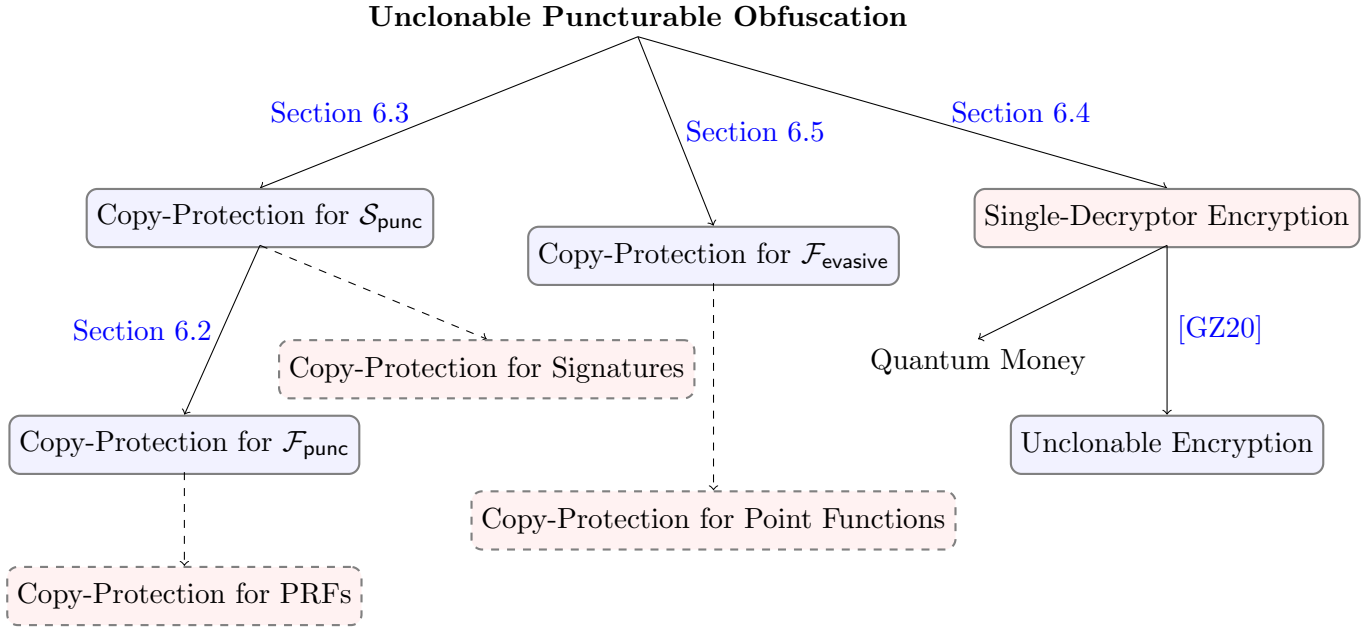 Unclonable Puncturable Obfuscation
Section 6.3
Section 6.5
Section 6.4
Copy-Protection for 𝒮punc
Copy-Protection for ℱevasive
Single-Decryptor Encryption
Section 6.2
Copy-Protection for Signatures
Quantum Money
[GZ20]
Copy-Protection for ℱpunc
Unclonable Encryption
Copy-Protection for Point Functions
Copy-Protection for PRFs